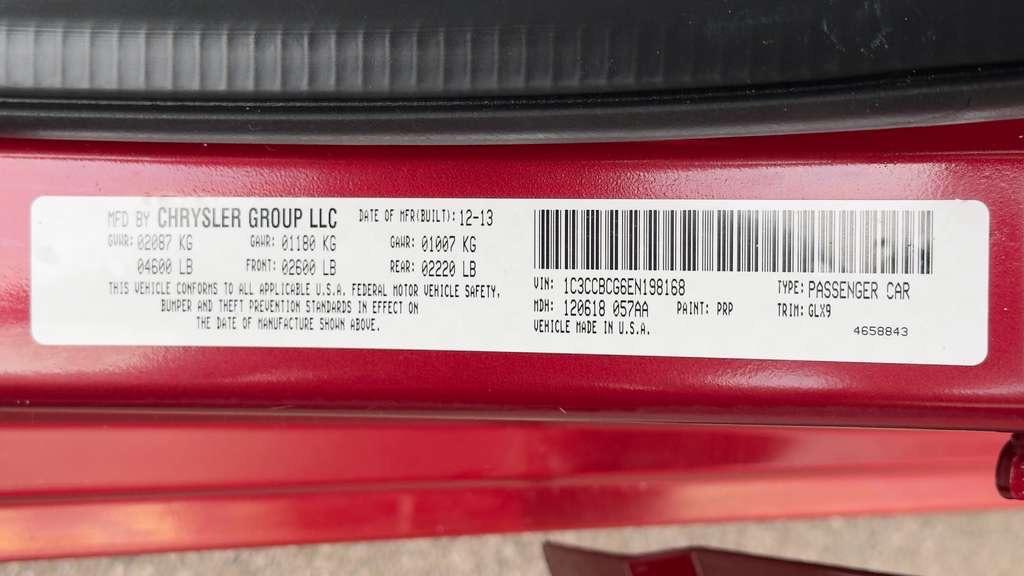 MFD BY CHRYSLER GROUP LLC DATE OF MFR(BUILT): 12-13
GVWR: 02087 KG GAWR: 01180 KG GAWR: 01007 KG
04600 LB FRONT: 02600 LB REAR: 02220 LB
THIS VEHICLE CONFORMS TO ALL APPLICABLE U.S.A. FEDERAL MOTOR VEHICLE SAFETY,
BUMPER AND THEFT PREVENTION STANDARDS IN EFFECT ON
THE DATE OF MANUFACTURE SHOWN ABOVE.
VIN: 1C3CCBCG6EN198168 TYPE: PASSENGER CAR
MDH: 120618 057AA PAINT: PRP TRIM: GLX9
VEHICLE MADE IN U.S.A. 4658843